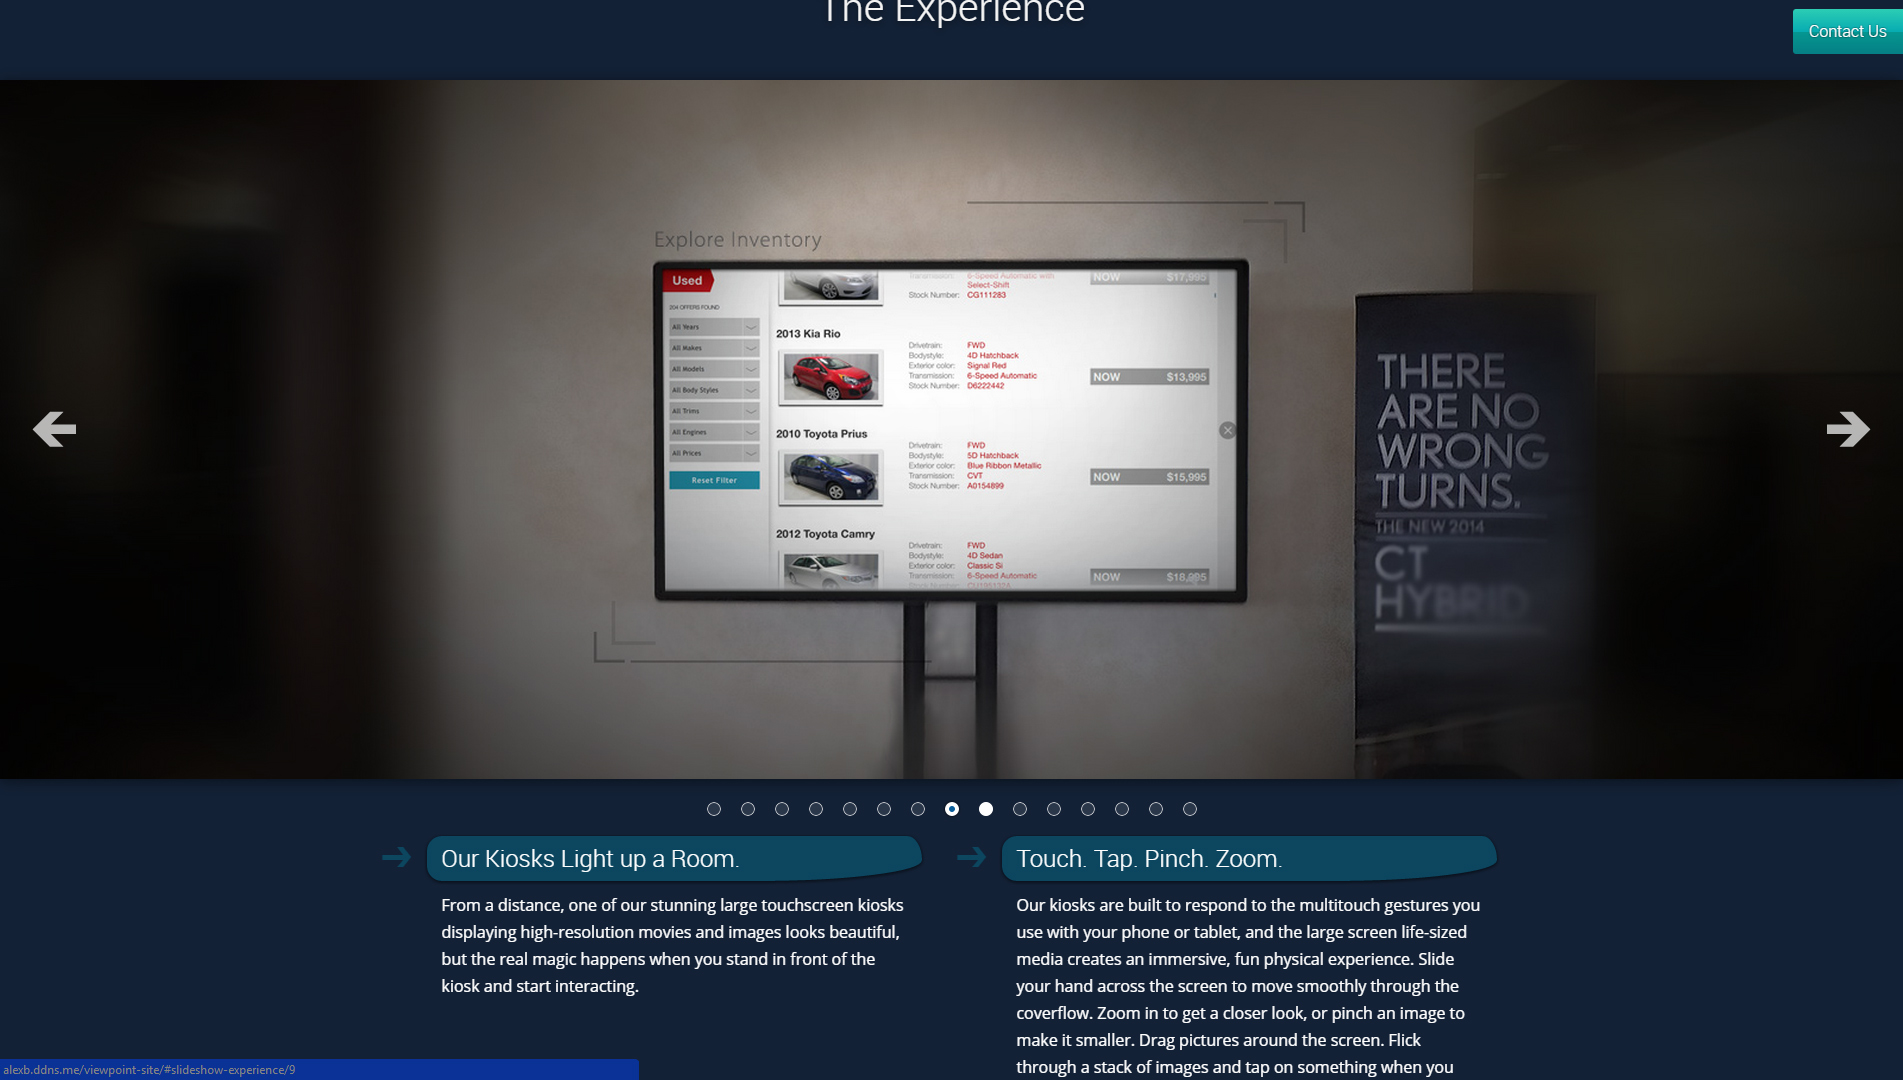 The Experience
Contact Us
Explore Inventory
Used
204 OFFERS FOUND
All Years
All Makes
All Models
All Body Styles
All Trims
All Engines
All Prices
Reset Filter
Transmission: 6-Speed Automatic with
Select-Shift
Stock Number: CG111283
NOW $17,995
2013 Kia Rio
Drivetrain: FWD
Bodystyle: 4D Hatchback
Exterior color: Signal Red
Transmission: 6-Speed Automatic
Stock Number: D6222442
NOW $13,995
2010 Toyota Prius
Drivetrain: FWD
Bodystyle: 5D Hatchback
Exterior color: Blue Ribbon Metallic
Transmission: CVT
Stock Number: A0154899
NOW $15,995
2012 Toyota Camry
Drivetrain: FWD
Bodystyle: 4D Sedan
Exterior color: Classic Si
Transmission: 6-Speed Automatic
Stock Number:
NOW $18,995
THERE
ARE NO
WRONG
TURNS.
THE NEW 2014
CT
HYBRID
Our Kiosks Light up a Room.
From a distance, one of our stunning large touchscreen kiosks
displaying high-resolution movies and images looks beautiful,
but the real magic happens when you stand in front of the
kiosk and start interacting.
Touch. Tap. Pinch. Zoom.
Our kiosks are built to respond to the multitouch gestures you
use with your phone or tablet, and the large screen life-sized
media creates an immersive, fun physical experience. Slide
your hand across the screen to move smoothly through the
coverflow. Zoom in to get a closer look, or pinch an image to
make it smaller. Drag pictures around the screen. Flick
through a stack of images and tap on something when you
alexb.ddns.me/viewpoint-site/#slideshow-experience/9